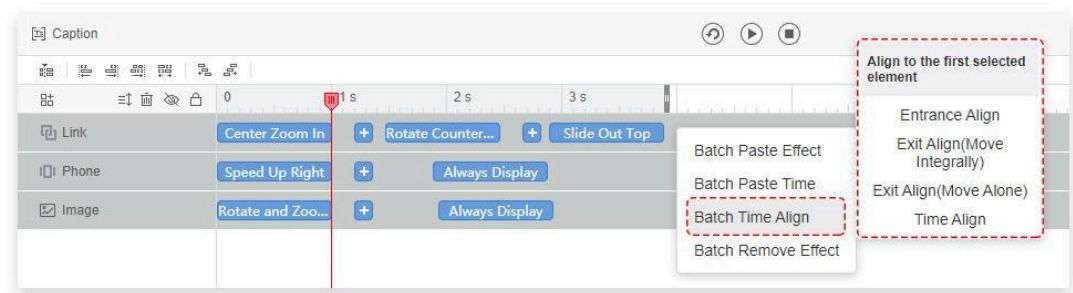 Caption
0
1 s
2 s
3 s
Link
Center Zoom In
+
Rotate Counter...
+
Slide Out Top
Phone
Speed Up Right
+
Always Display
Image
Rotate and Zoo...
+
Always Display
Batch Paste Effect
Batch Paste Time
Batch Time Align
Batch Remove Effect
Align to the first selected
element
Entrance Align
Exit Align(Move
Integrally)
Exit Align(Move Alone)
Time Align